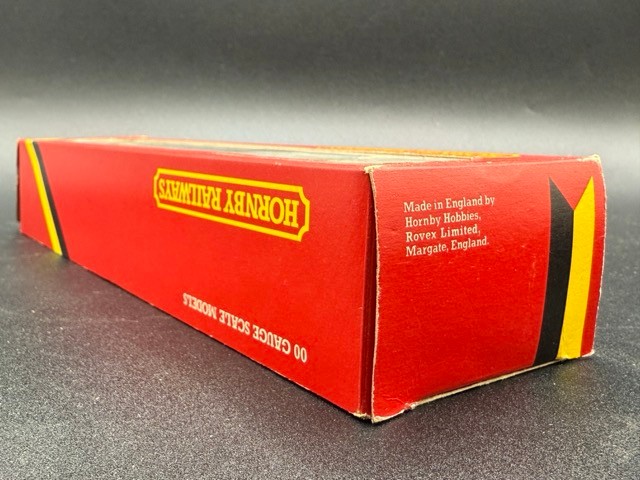 HORNBY RAILWAYS
00 GAUGE SCALE MODELS
Made in England by
Hornby Hobbies,
Rovex Limited,
Margate, England.